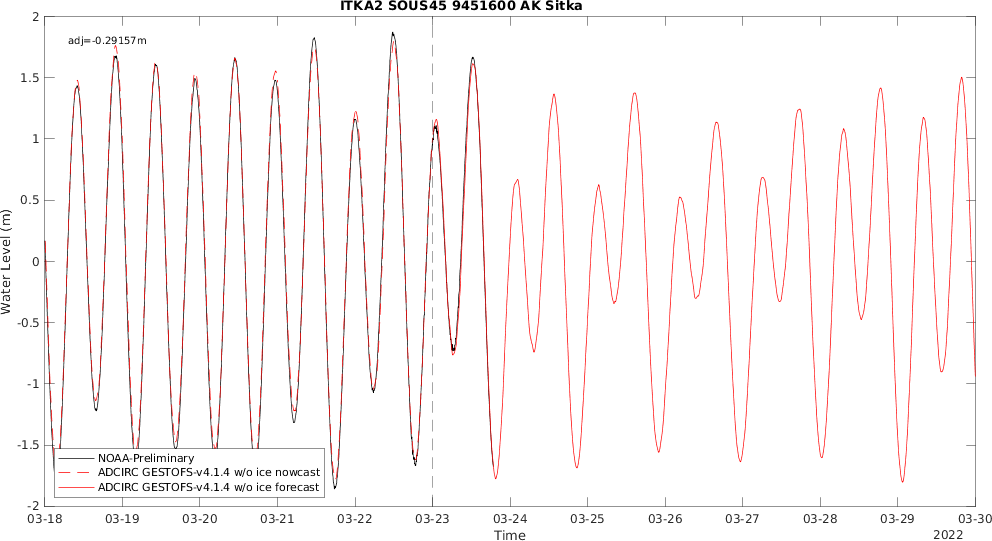 ITKA2 SOUS45 9451600 AK Sitka
adj=-0.29157m
2
1.5
1
0.5
0
-0.5
-1
-1.5
-2
Water Level (m)
NOAA-Preliminary
ADCIRC GESTOFS-v4.1.4 w/o ice nowcast
ADCIRC GESTOFS-v4.1.4 w/o ice forecast
03-18 03-19 03-20 03-21 03-22 03-23 03-24 03-25 03-26 03-27 03-28 03-29 03-30
Time
2022